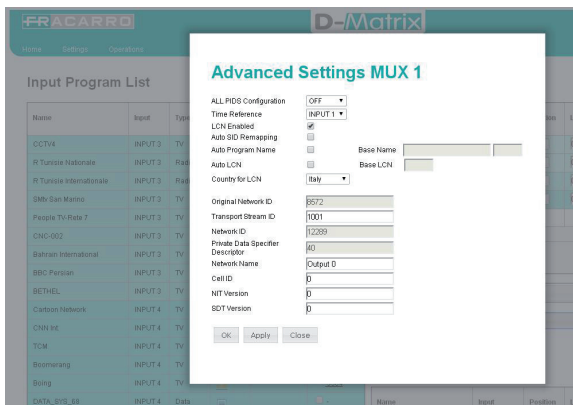 FRACARRO
D-Matrix
Home Settings Operations
Input Program List
Name Input Type
CCTV4 INPUT 3 TV
R Tunisie Nationale INPUT 3
R Tunisie Internationale INPUT 3
SMtv San Marino INPUT 3 TV
People TV-Rete 7 INPUT 3 TV
CNC-002 INPUT 3 TV
Bahrain International INPUT 3 TV
BBC Persian INPUT 3 TV
BETHEL INPUT 3 TV
Cartoon Network INPUT 4 TV
CNN Int. INPUT 4 TV
TCM INPUT 4 TV
Boomerang INPUT 4 TV
Boing INPUT 4 TV
DATA_SYS_68 INPUT 4 Data
Advanced Settings MUX 1
ALL PIDS Configuration OFF
Time Reference INPUT 1
LCN Enabled
Auto SID Remapping
Auto Program Name Base Name
Auto LCN Base LCN
Country for LCN Italy
Original Network ID 8572
Transport Stream ID 1001
Network ID 12289
Private Data Specifier
Descriptor 40
Network Name Output 0
Cell ID 0
NIT Version 0
SDT Version 0
OK Apply Close
Name Input Position